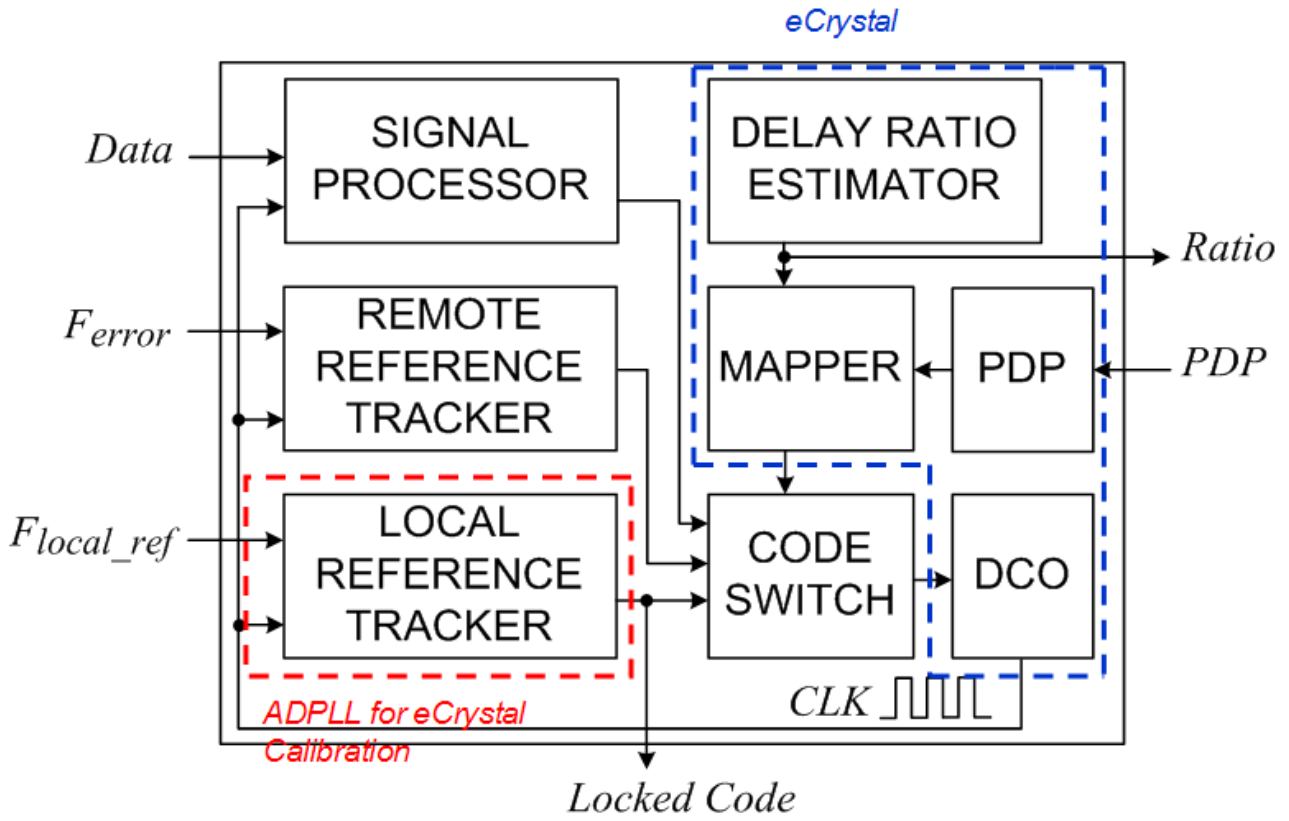 eCrystal
SIGNAL
PROCESSOR
DELAY RATIO
ESTIMATOR
Data
Ratio
REMOTE
REFERENCE
TRACKER
F_error
MAPPER
PDP
PDP
LOCAL
REFERENCE
TRACKER
F_local_ref
CODE
SWITCH
DCO
CLK
ADPLL for eCrystal
Calibration
Locked Code